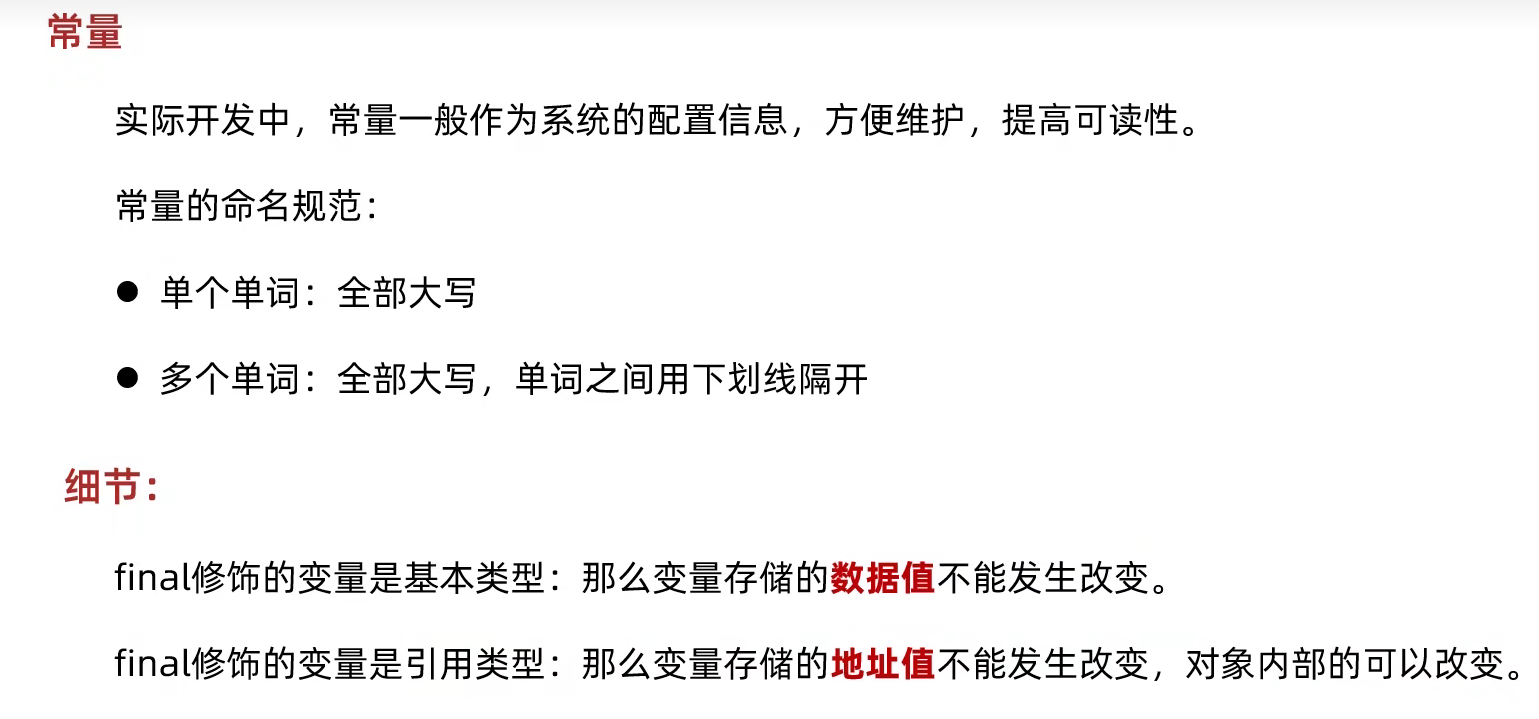 常量
实际开发中，常量一般作为系统的配置信息，方便维护，提高可读性。
常量的命名规范：
● 单个单词：全部大写
● 多个单词：全部大写，单词之间用下划线隔开
细节：
final修饰的变量是基本类型：那么变量存储的数据值不能发生改变。
final修饰的变量是引用类型：那么变量存储的地址值不能发生改变，对象内部的可以改变。